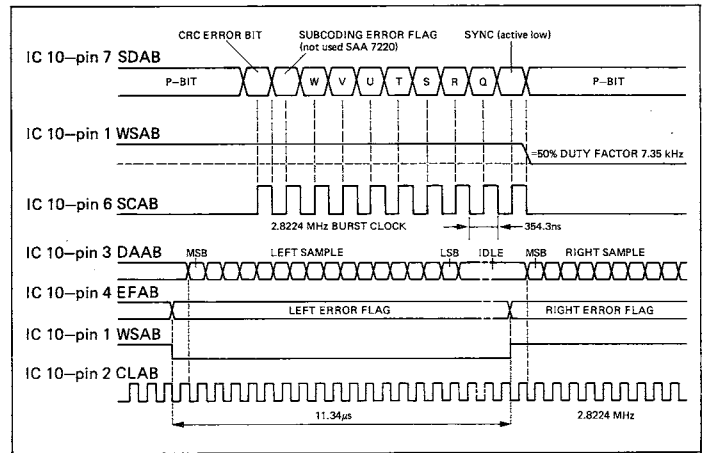 CRC ERROR BIT
SUBCODING ERROR FLAG
(not used SAA 7220)
SYNC (active low)
IC 10—pin 7 SDAB
P—BIT W V U T S R Q P—BIT
IC 10—pin 1 WSAB
=50% DUTY FACTOR 7.35 kHz
IC 10—pin 6 SCAB
2.8224 MHz BURST CLOCK
354.3ns
IC 10—pin 3 DAAB
MSB LEFT SAMPLE LSB IDLE MSB RIGHT SAMPLE
IC 10—pin 4 EFAB
LEFT ERROR FLAG RIGHT ERROR FLAG
IC 10—pin 1 WSAB
IC 10—pin 2 CLAB
11.34µs
2.8224 MHz